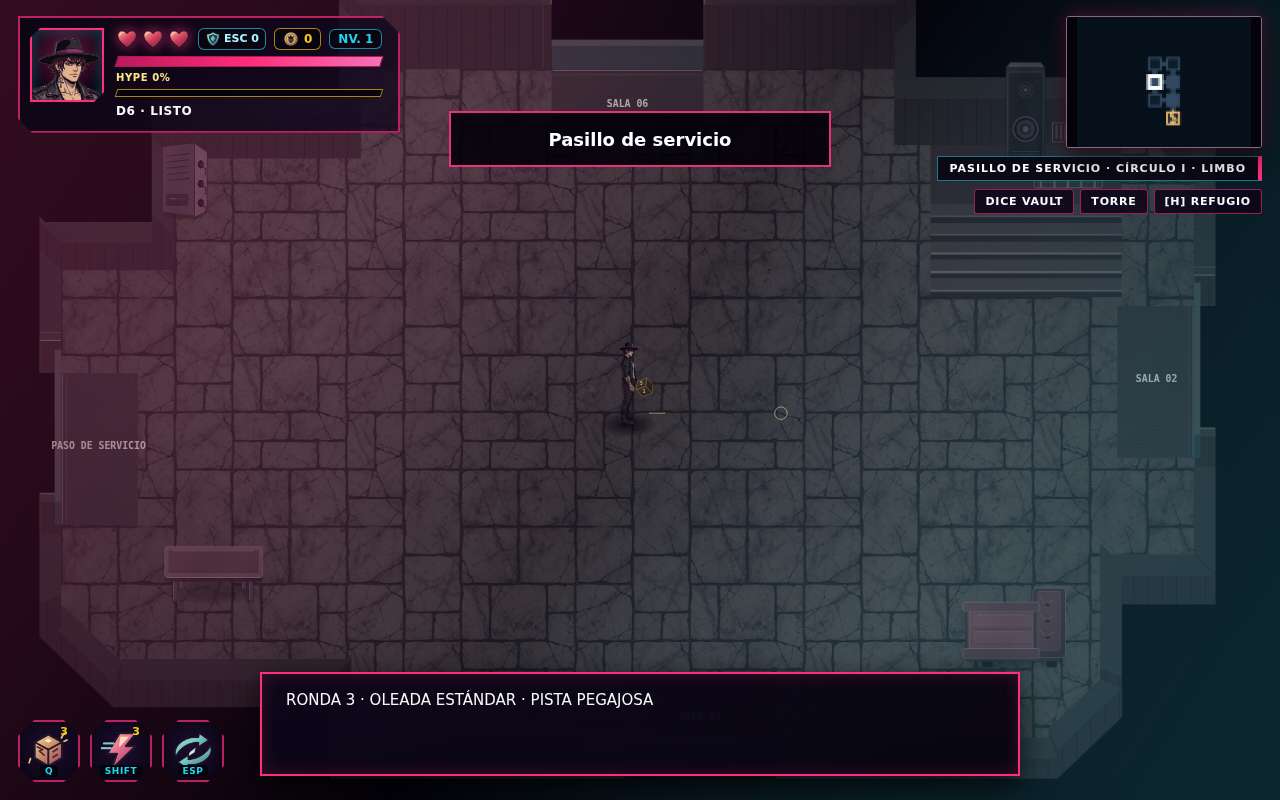 ESC 0
0
NV. 1
HYPE 0%
D6 · LISTO
SALA 06
Pasillo de servicio
PASILLO DE SERVICIO · CÍRCULO I · LIMBO
DICE VAULT
TORRE
[H] REFUGIO
SALA 02
PASO DE SERVICIO
RONDA 3 · OLEADA ESTÁNDAR · PISTA PEGAJOSA
3
Q
3
SHIFT
ESP